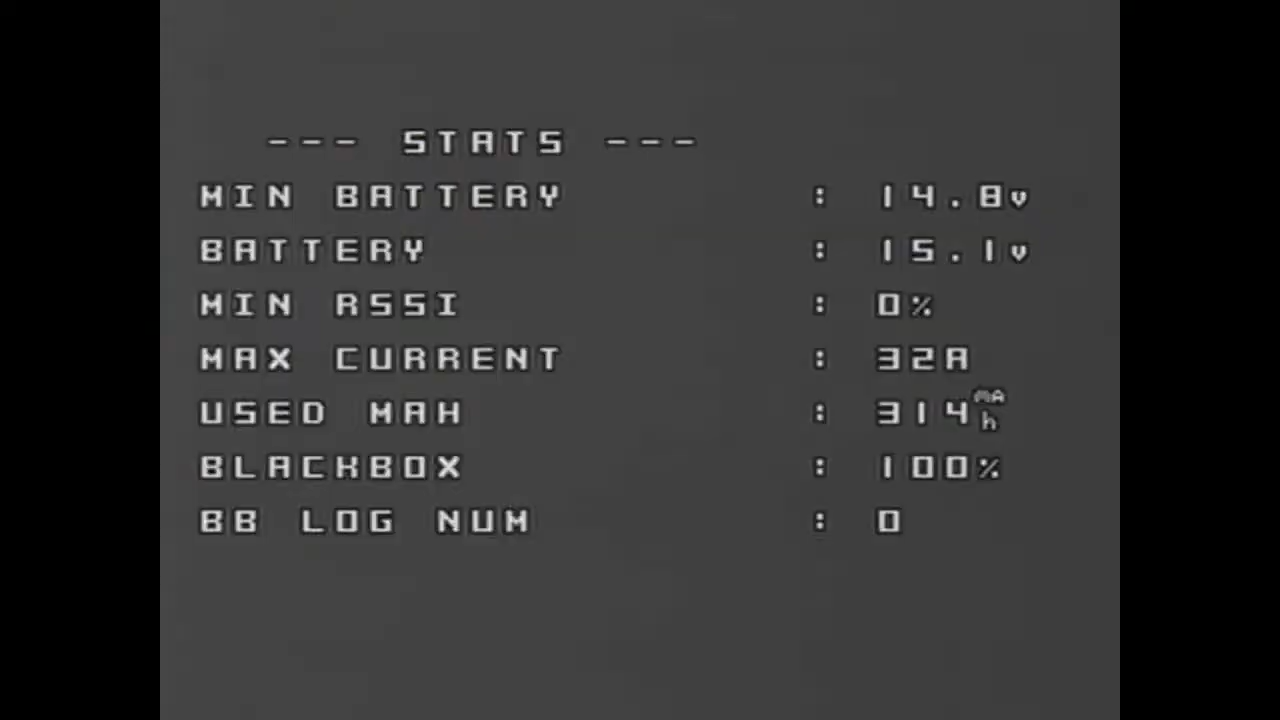 --- STATS ---
MIN BATTERY : 14.8v
BATTERY : 15.1v
MIN RSSI : 0%
MAX CURRENT : 32A
USED MAH : 314mAh
BLACKBOX : 100%
BB LOG NUM : 0